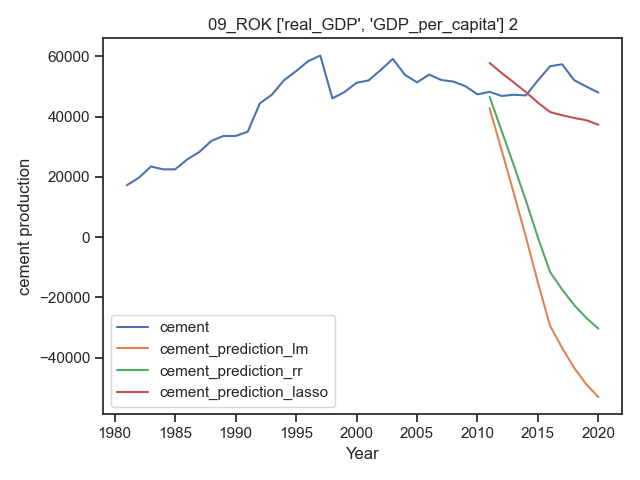 09_ROK ['real_GDP', 'GDP_per_capita'] 2
60000
40000
20000
0
−20000
−40000
cement production
cement
cement_prediction_lm
cement_prediction_rr
cement_prediction_lasso
1980 1985 1990 1995 2000 2005 2010 2015 2020
Year